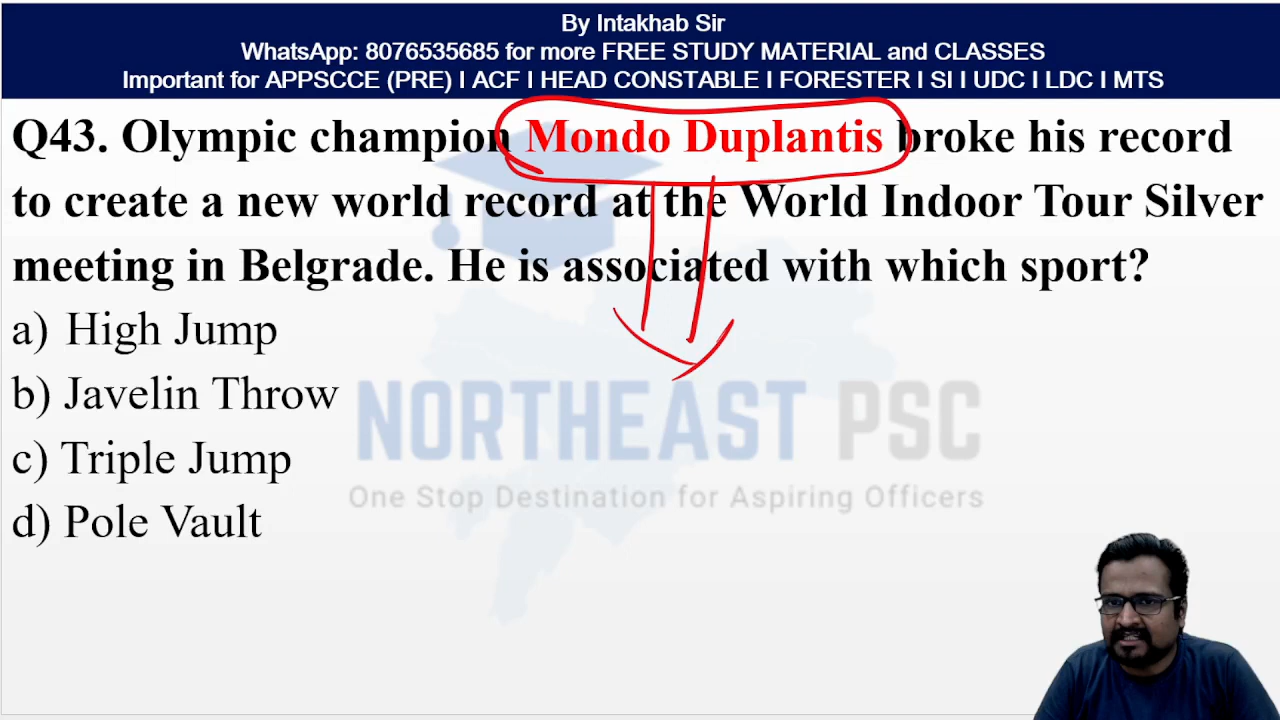 By Intakhab Sir
WhatsApp: 8076535685 for more FREE STUDY MATERIAL and CLASSES
Important for APPSCCE (PRE) I ACF I HEAD CONSTABLE I FORESTER I SI I UDC I LDC I MTS
Q43. Olympic champion Mondo Duplantis broke his record
to create a new world record at the World Indoor Tour Silver
meeting in Belgrade. He is associated with which sport?
a) High Jump
b) Javelin Throw
c) Triple Jump
d) Pole Vault
NORTHEAST PSC
One Stop Destination for Aspiring Officers